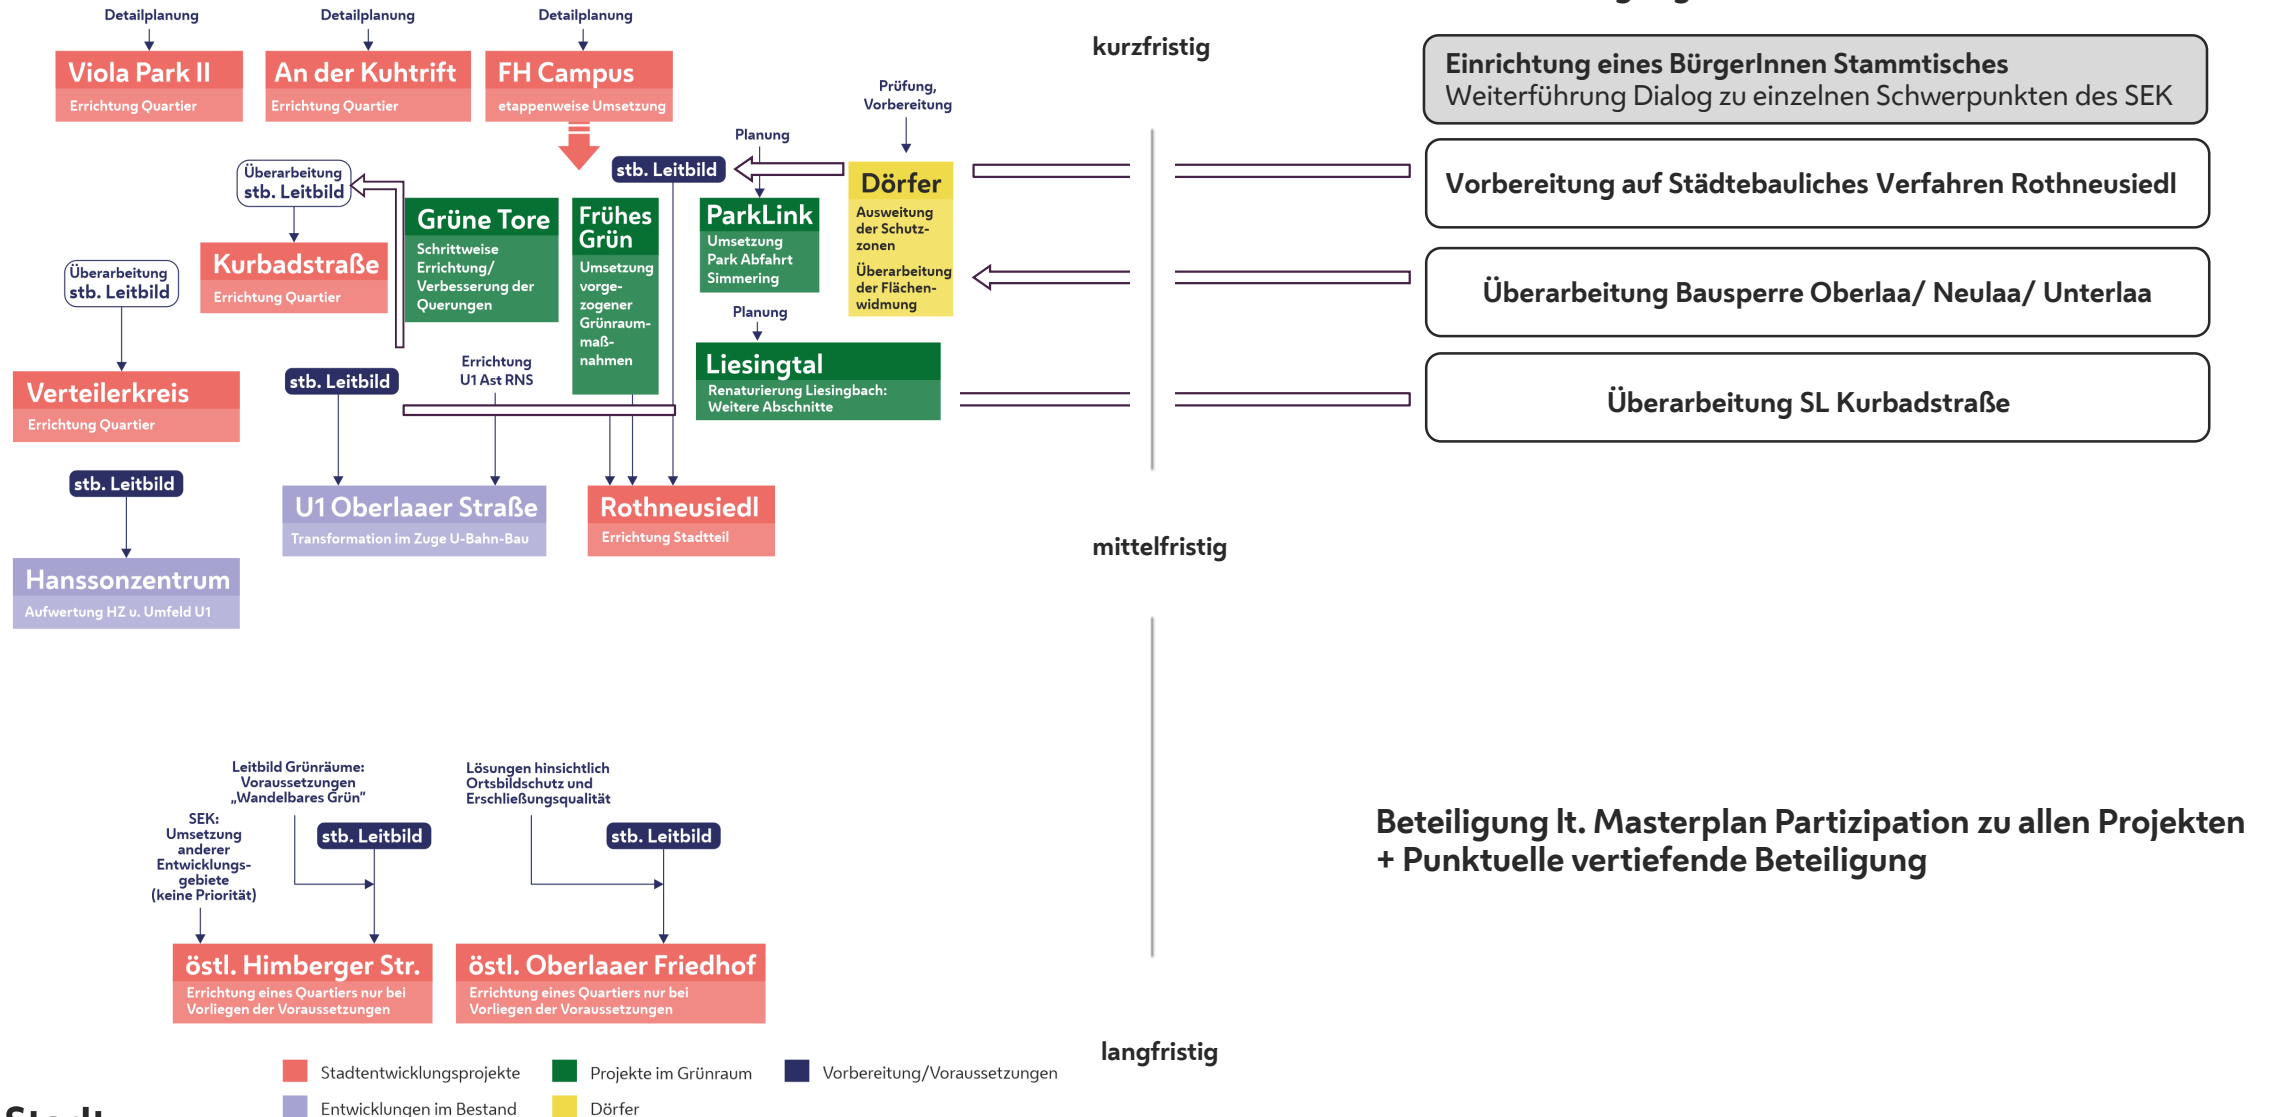 Detailplanung
Detailplanung
Detailplanung
Viola Park II
Errichtung Quartier
An der Kuhtrift
Errichtung Quartier
FH Campus
etappenweise Umsetzung
Prüfung,
Vorbereitung
Planung
Überarbeitung
stb. Leitbild
stb. Leitbild
Dörfer
Ausweitung
der Schutz-
zonen
Überarbeitung
der Flächen-
widmung
Grüne Tore
Schrittweise
Errichtung/
Verbesserung der
Querungen
Frühes
Grün
Umsetzung
vorge-
zogener
Grünraum-
maß-
nahmen
ParkLink
Umsetzung
Park Abfahrt
Simmering
Kurbadstraße
Errichtung Quartier
Überarbeitung
stb. Leitbild
Planung
Liesingtal
Renaturierung Liesingbach:
Weitere Abschnitte
Verteilerkreis
Errichtung Quartier
stb. Leitbild
Errichtung
U1 Ast RNS
stb. Leitbild
U1 Oberlaaer Straße
Transformation im Zuge U-Bahn-Bau
Rothneusiedl
Errichtung Stadtteil
Hanssonzentrum
Aufwertung HZ u. Umfeld U1
Leitbild Grünräume:
Voraussetzungen
„Wandelbares Grün“
SEK:
Umsetzung
anderer
Entwicklungs-
gebiete
(keine Priorität)
stb. Leitbild
Lösungen hinsichtlich
Ortsbildschutz und
Erschließungsqualität
stb. Leitbild
östl. Himberger Str.
Errichtung eines Quartiers nur bei
Vorliegen der Voraussetzungen
östl. Oberlaaer Friedhof
Errichtung eines Quartiers nur bei
Vorliegen der Voraussetzungen
kurzfristig
mittelfristig
langfristig
Einrichtung eines BürgerInnen Stammtisches
Weiterführung Dialog zu einzelnen Schwerpunkten des SEK
Vorbereitung auf Städtebauliches Verfahren Rothneusiedl
Überarbeitung Bausperre Oberlaa/ Neulaa/ Unterlaa
Überarbeitung SL Kurbadstraße
Beteiligung lt. Masterplan Partizipation zu allen Projekten
+ Punktuelle vertiefende Beteiligung
Stadtentwicklungsprojekte
Projekte im Grünraum
Vorbereitung/Voraussetzungen
Entwicklungen im Bestand
Dörfer